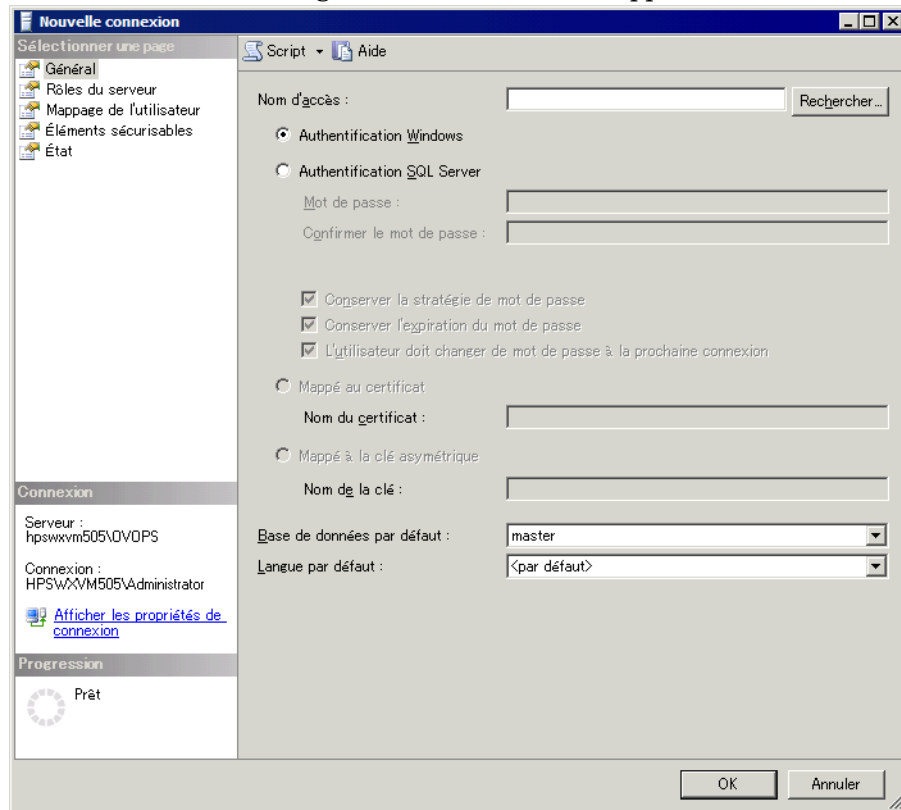 Nouvelle connexion
Sélectionner une page
Général
Rôles du serveur
Mappage de l'utilisateur
Éléments sécurisables
État
Script
Aide
Nom d'accès :
Rechercher...
Authentification Windows
Authentification SQL Server
Mot de passe :
Confirmer le mot de passe :
Conserver la stratégie de mot de passe
Conserver l'expiration du mot de passe
L'utilisateur doit changer de mot de passe à la prochaine connexion
Mappé au certificat
Nom du certificat :
Mappé à la clé asymétrique
Nom de la clé :
Base de données par défaut :
master
Langue par défaut :
<par défaut>
Connexion
Serveur :
hpswxvm505\OVOPS
Connexion :
HPSWXVM505\Administrator
Afficher les propriétés de
connexion
Progression
Prêt
OK
Annuler